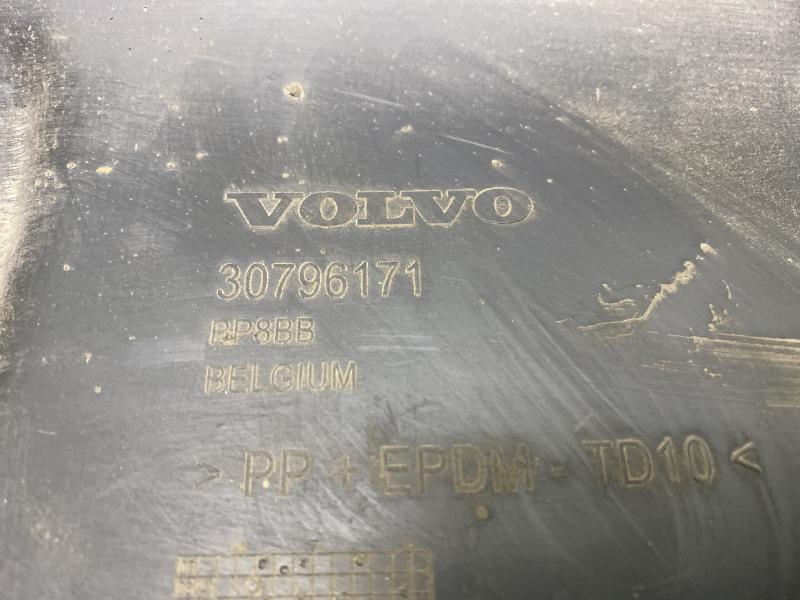 VOLVO
30796171
PP8BB
BELGIUM
> PP + EPDM - TD10 <